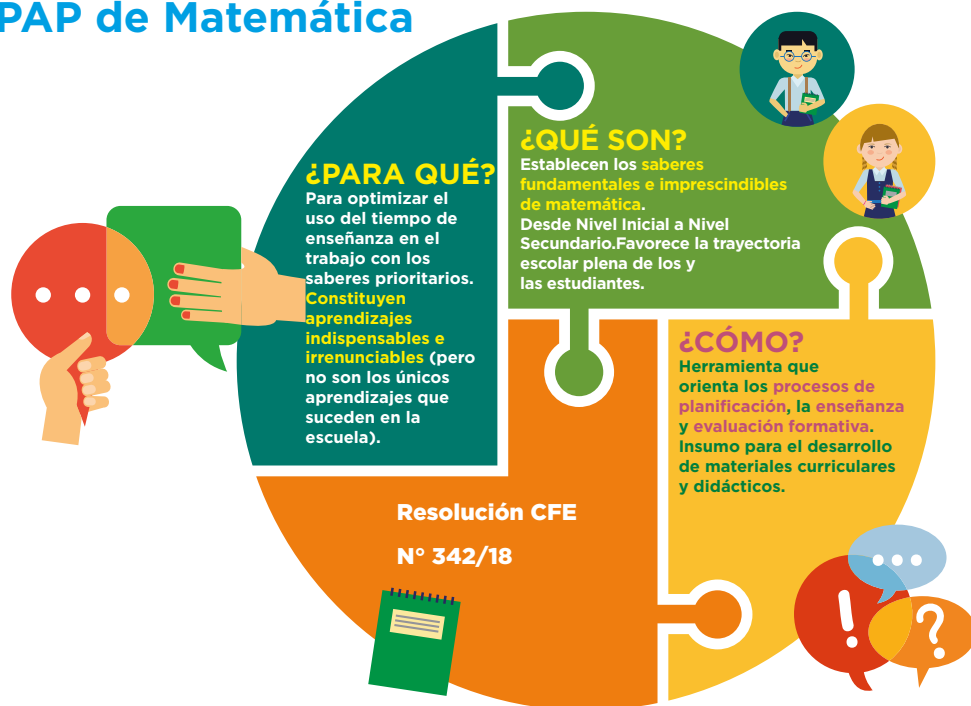 PAP de Matemática
¿PARA QUÉ?
Para optimizar el
uso del tiempo de
enseñanza en el
trabajo con los
saberes prioritarios.
Constituyen
aprendizajes
indispensables e
irrenunciables (pero
no son los únicos
aprendizajes que
suceden en la
escuela).
¿QUÉ SON?
Establecen los saberes
fundamentales e imprescindibles
de matemática.
Desde Nivel Inicial a Nivel
Secundario.Favorece la trayectoria
escolar plena de los y
las estudiantes.
¿CÓMO?
Herramienta que
orienta los procesos de
planificación, la enseñanza
y evaluación formativa.
Insumo para el desarrollo
de materiales curriculares
y didácticos.
Resolución CFE
N° 342/18
! ?